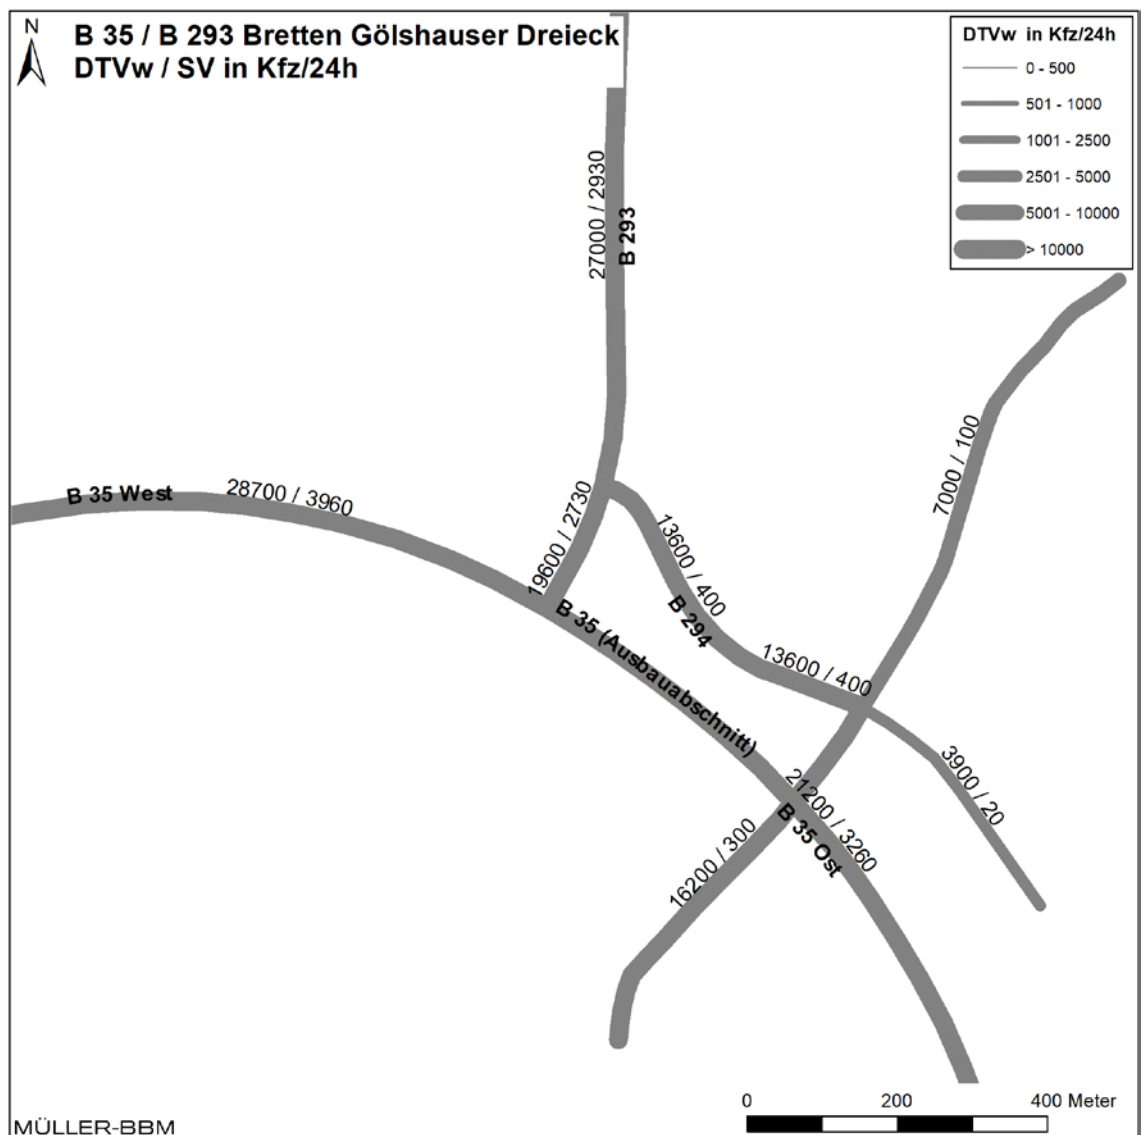 N
B 35 / B 293 Bretten Gölshauser Dreieck
DTVw / SV in Kfz/24h
DTVw in Kfz/24h
0 - 500
501 - 1000
1001 - 2500
2501 - 5000
5001 - 10000
> 10000
27000 / 2930
B 293
7000 / 100
B 35 West
28700 / 3960
19600 / 2730
13600 / 400
B 294
B 35 (Ausbauabschnitt)
13600 / 400
3900 / 20
21200 / 3260
B 35 Ost
16200 / 300
0 200 400 Meter
MÜLLER-BBM